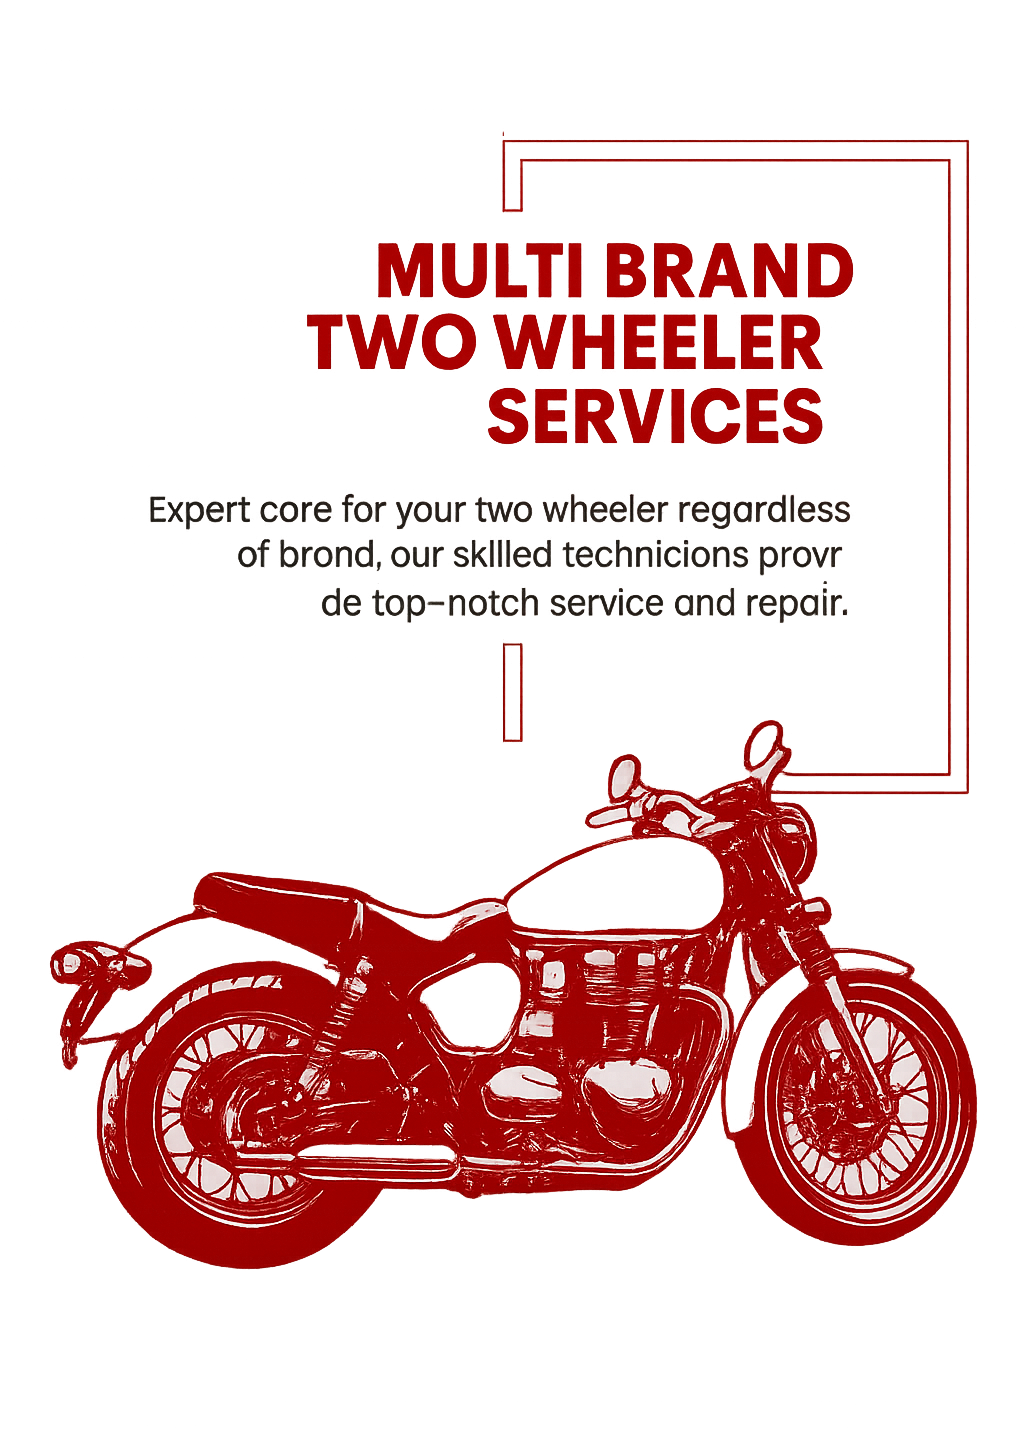 MULTI BRAND
TWO WHEELER
SERVICES
Expert core for your two wheeler regardless
of brond, our skllled technicions provr
de top-notch service and repair.